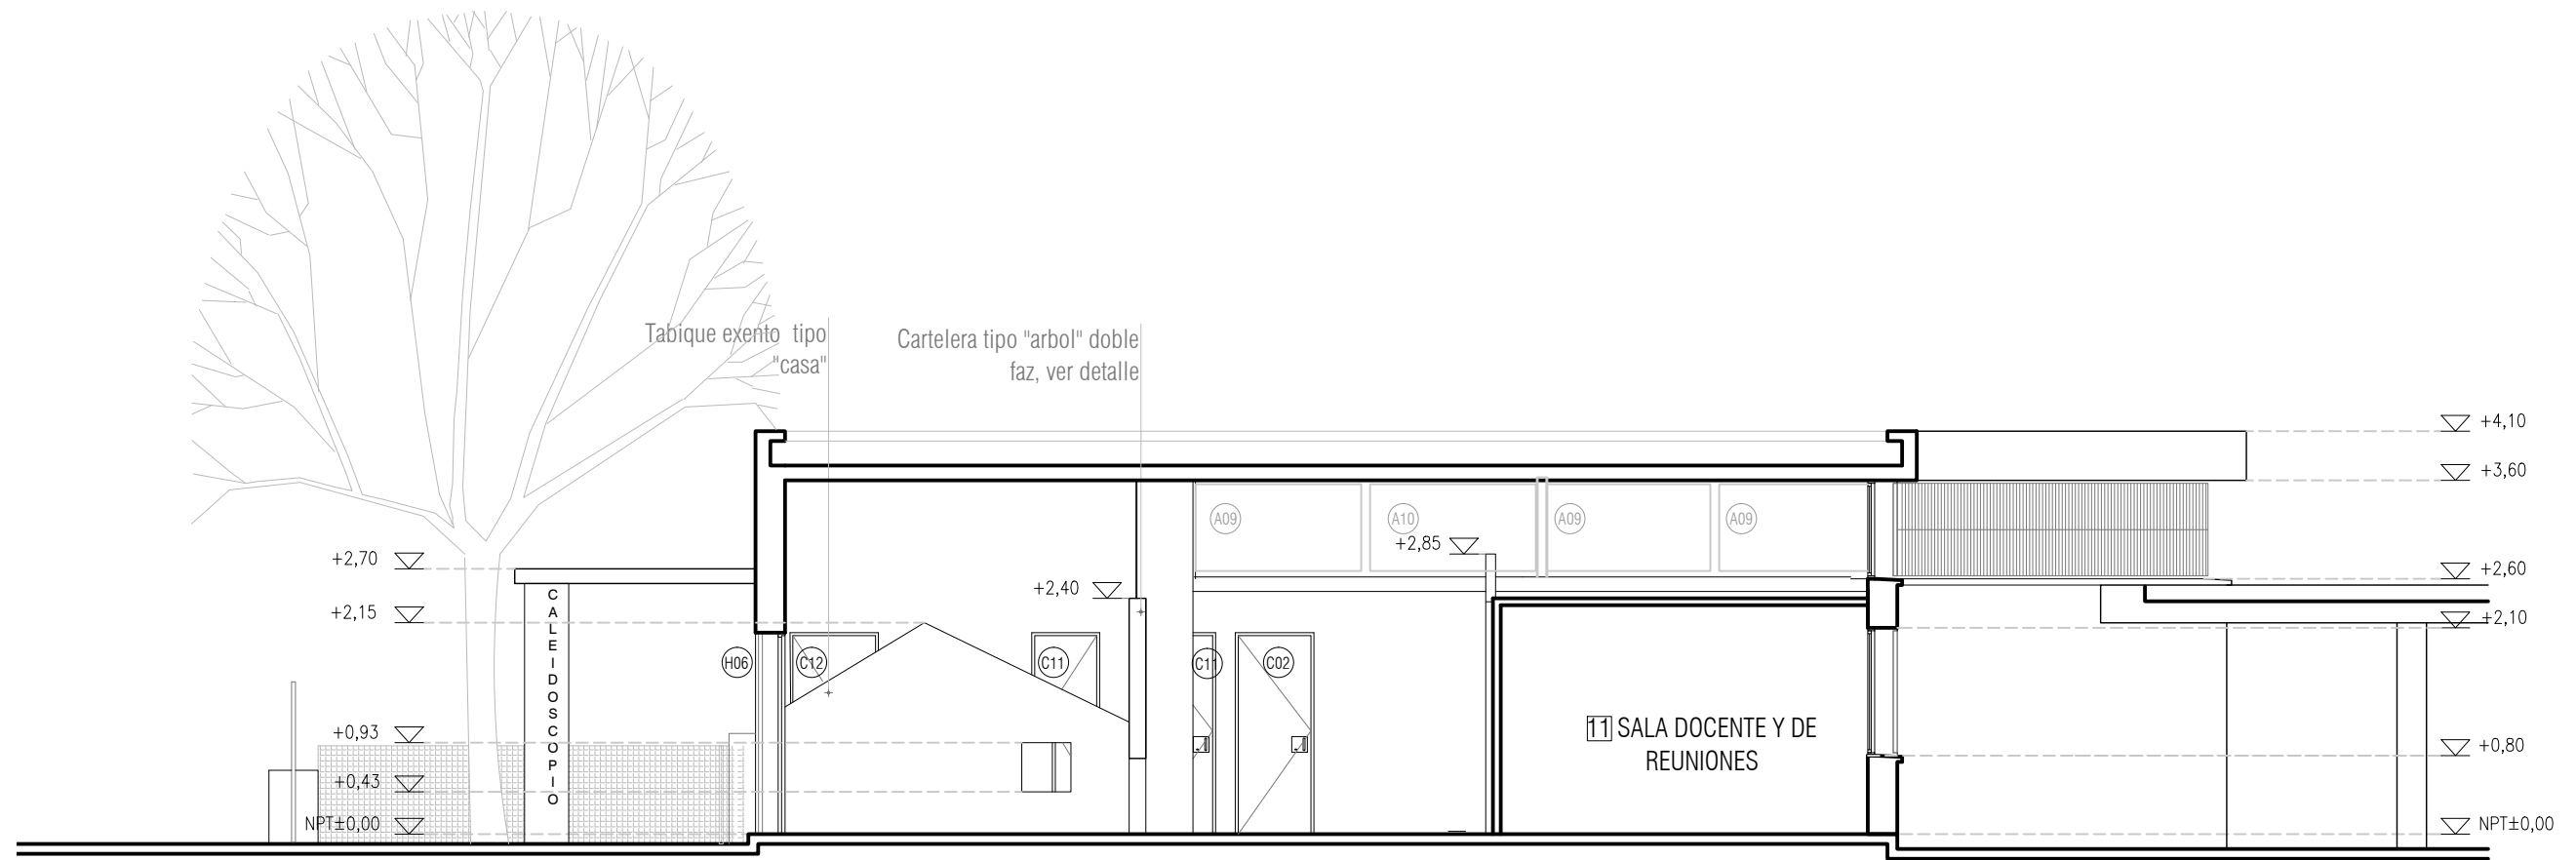 Tabique exento tipo
"casa"
Cartelera tipo "arbol" doble
faz, ver detalle
+4,10
+3,60
A09
A10
A09
A09
+2,85
+2,70
+2,60
+2,40
+2,15
+2,10
CALEIDOSCOPIO
H06
C12
C11
C11
C02
11 SALA DOCENTE Y DE
REUNIONES
+0,93
+0,80
+0,43
NPT±0,00
NPT±0,00